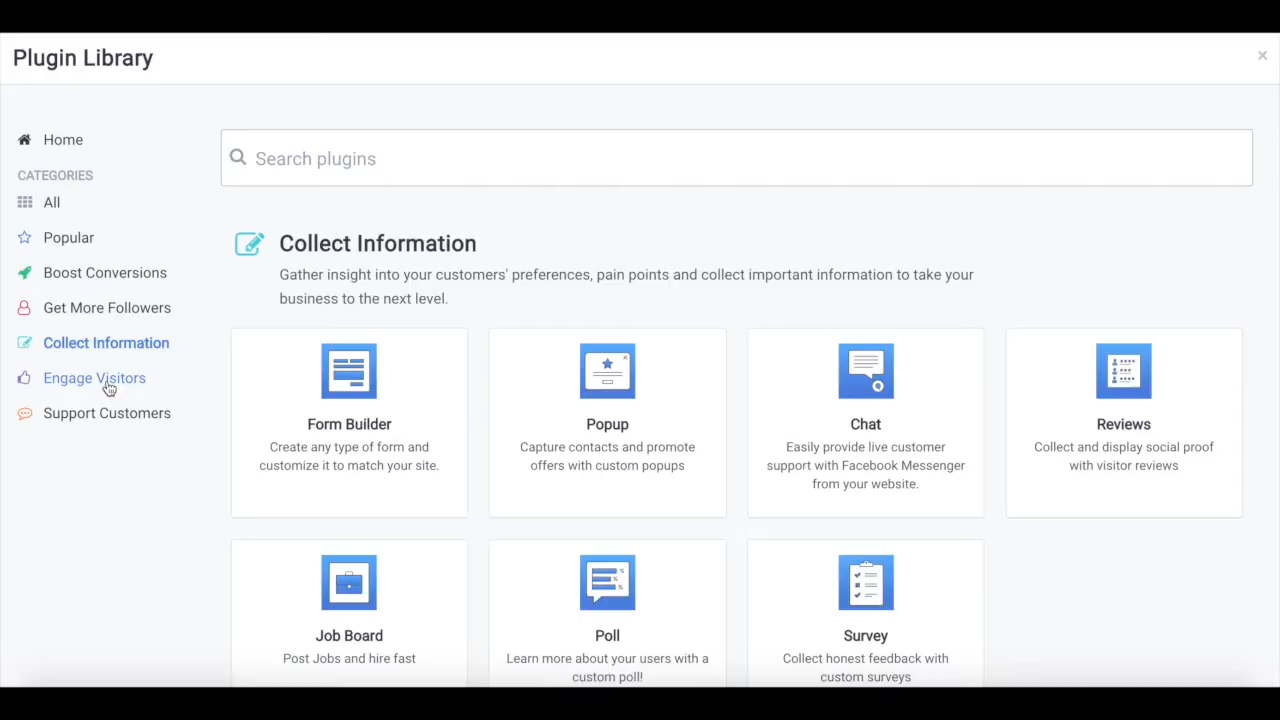 Plugin Library
×
Home
CATEGORIES
All
Popular
Boost Conversions
Get More Followers
Collect Information
Engage Visitors
Support Customers
Search plugins
Collect Information
Gather insight into your customers' preferences, pain points and collect important information to take your
business to the next level.
Form Builder
Create any type of form and
customize it to match your site.
Popup
Capture contacts and promote
offers with custom popups
Chat
Easily provide live customer
support with Facebook Messenger
from your website.
Reviews
Collect and display social proof
with visitor reviews
Job Board
Post Jobs and hire fast
Poll
Learn more about your users with a
custom poll!
Survey
Collect honest feedback with
custom surveys